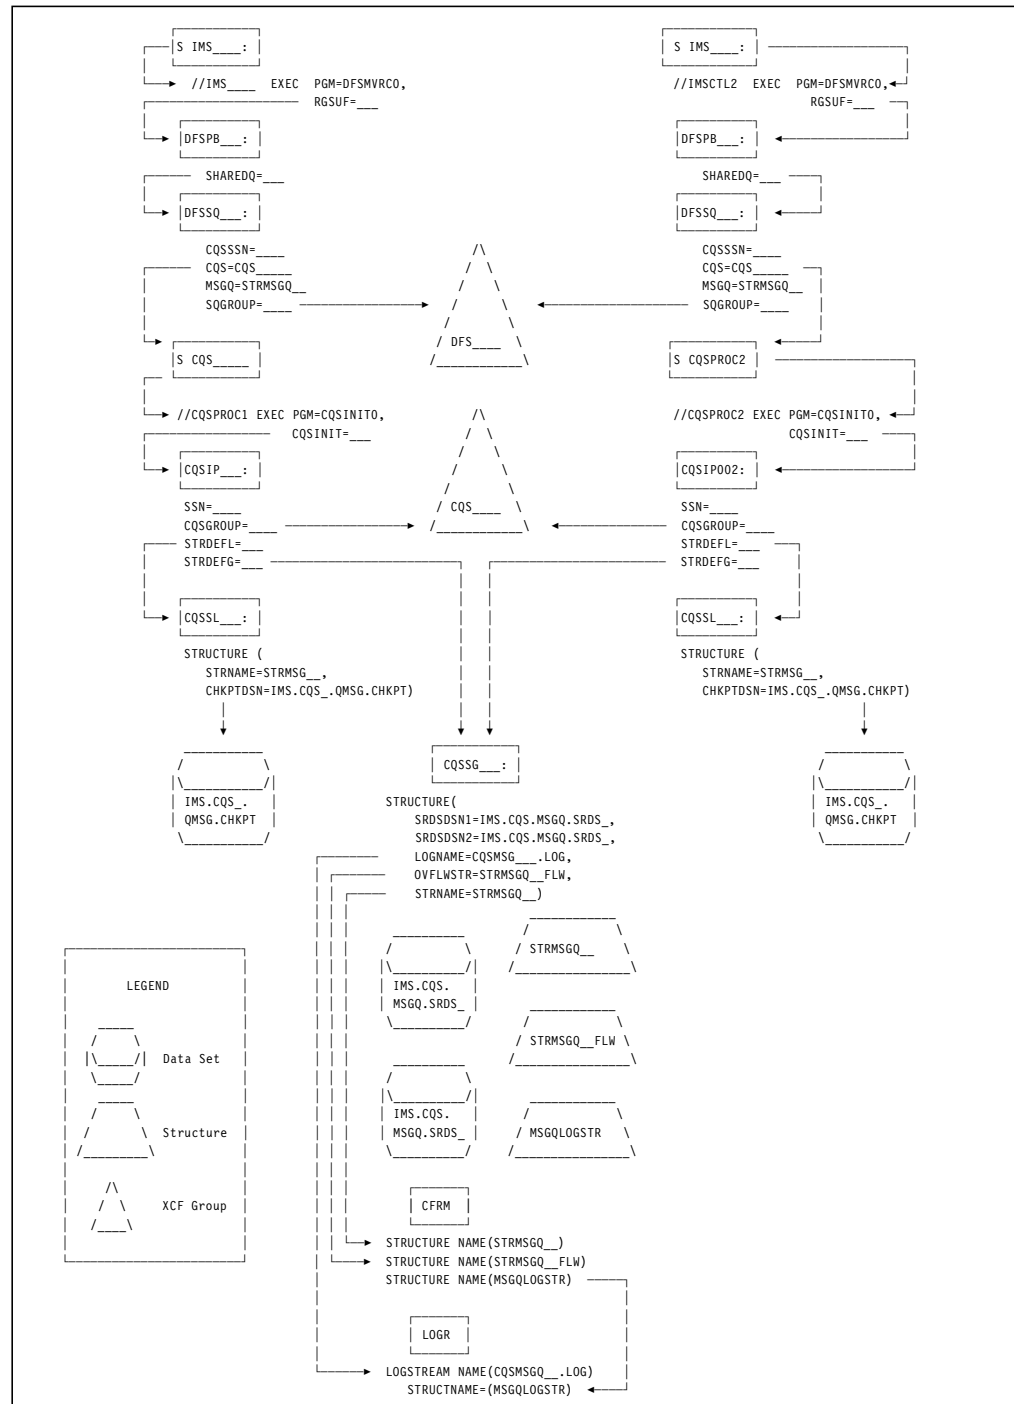 S IMS____: S IMS____:
//IMS____ EXEC PGM=DFSMVRCO, //IMSCTL2 EXEC PGM=DFSMVRCO,
RGSUF=___ RGSUF=___
DFSPB___: DFSPB___:
SHAREDQ=___ SHAREDQ=___
DFSSQ___: DFSSQ___:
CQSSSN=____ CQSSSN=____
CQS=CQS_____ CQS=CQS_____
MSGQ=STRMSGQ__ MSGQ=STRMSGQ__
SQGROUP=____ SQGROUP=____
DFS____
S CQS_____ S CQSPROC2
//CQSPROC1 EXEC PGM=CQSINITO, //CQSPROC2 EXEC PGM=CQSINITO,
CQSINIT=___ CQSINIT=___
CQSIP___: CQSIPOO2:
SSN=____ CQS____ SSN=____
CQSGROUP=____ CQSGROUP=____
STRDEFL=___ STRDEFL=___
STRDEFG=___ STRDEFG=___
CQSSL___: CQSSL___:
STRUCTURE ( STRUCTURE (
STRNAME=STRMSG__, STRNAME=STRMSG__,
CHKPTDSN=IMS.CQS_.QMSG.CHKPT) CHKPTDSN=IMS.CQS_.QMSG.CHKPT)
CQSSG___:
IMS.CQS_. STRUCTURE( IMS.CQS_.
QMSG.CHKPT SRDSDSN1=IMS.CQS.MSGQ.SRDS_, QMSG.CHKPT
SRDSDSN2=IMS.CQS.MSGQ.SRDS_,
LOGNAME=CQSMSG___.LOG,
OVFLWSTR=STRMSGQ__FLW,
STRNAME=STRMSGQ__)
STRMSGQ__
IMS.CQS.
MSGQ.SRDS_
STRMSGQ__FLW
IMS.CQS.
MSGQ.SRDS_ MSGQLOGSTR
LEGEND
Data Set
Structure
XCF Group
CFRM
STRUCTURE NAME(STRMSGQ__)
STRUCTURE NAME(STRMSGQ__FLW)
STRUCTURE NAME(MSGQLOGSTR)
LOGR
LOGSTREAM NAME(CQSMSGQ__.LOG)
STRUCTNAME=(MSGQLOGSTR)